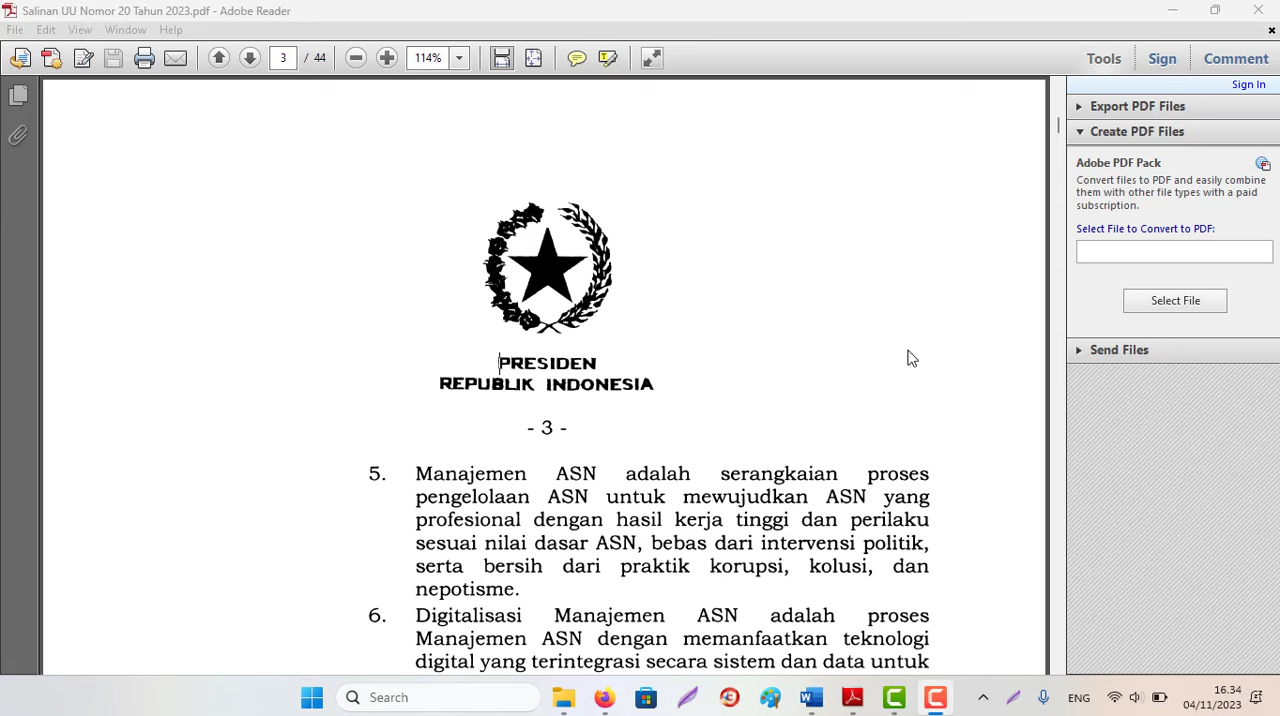 Salinan UU Nomor 20 Tahun 2023.pdf - Adobe Reader
File Edit View Window Help
3 / 44 114% Tools Sign Comment
Sign In
Export PDF Files
Create PDF Files
Adobe PDF Pack
Convert files to PDF and easily combine
them with other file types with a paid
subscription.
Select File to Convert to PDF:
Select File
Send Files
PRESIDEN
REPUBLIK INDONESIA
- 3 -
5. Manajemen ASN adalah serangkaian proses
pengelolaan ASN untuk mewujudkan ASN yang
profesional dengan hasil kerja tinggi dan perilaku
sesuai nilai dasar ASN, bebas dari intervensi politik,
serta bersih dari praktik korupsi, kolusi, dan
nepotisme.
6. Digitalisasi Manajemen ASN adalah proses
Manajemen ASN dengan memanfaatkan teknologi
digital yang terintegrasi secara sistem dan data untuk
Search
ENG
16.34
04/11/2023